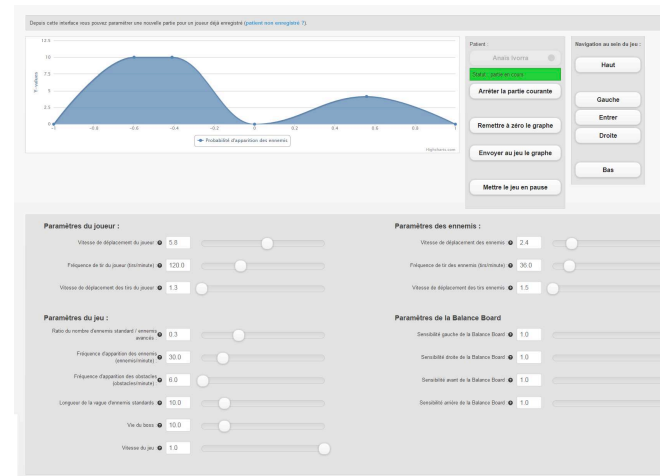 Depuis cette interface vous pouvez paramétrer une nouvelle partie pour un joueur déjà enregistré (patient non enregistré ?).
12.5
10
7.5
5
2.5
0
Y-values
-1 -0.8 -0.6 -0.4 -0.2 0 0.2 0.4 0.6 0.8 1
Probabilité d'apparition des ennemis
Highcharts.com
Patient :
Anaïs Ivorra
Statut : partie en cours
Arrêter la partie courante
Remettre à zéro le graphe
Envoyer au jeu le graphe
Mettre le jeu en pause
Navigation au sein du jeu :
Haut
Gauche
Entrer
Droite
Bas
Paramètres du joueur :
Vitesse de déplacement du joueur 5.8
Fréquence de tir du joueur (tirs/minute) 120.0
Vitesse de déplacement des tirs du joueur 1.3
Paramètres des ennemis :
Vitesse de déplacement des ennemis 2.4
Fréquence de tir des ennemis (tirs/minute) 36.0
Vitesse de déplacement des tirs ennemis 1.5
Paramètres du jeu :
Ratio du nombre d'ennemis standard / ennemis
avancés 0.3
Fréquence d'apparition des ennemis
(ennemis/minute) 30.0
Fréquence d'apparition des obstacles
(obstacles/minute) 6.0
Longueur de la vague d'ennemis standards 10.0
Vie du boss 10.0
Vitesse du jeu 1.0
Paramètres de la Balance Board
Sensibilité gauche de la Balance Board 1.0
Sensibilité droite de la Balance Board 1.0
Sensibilité avant de la Balance Board 1.0
Sensibilité arrière de la Balance Board 1.0